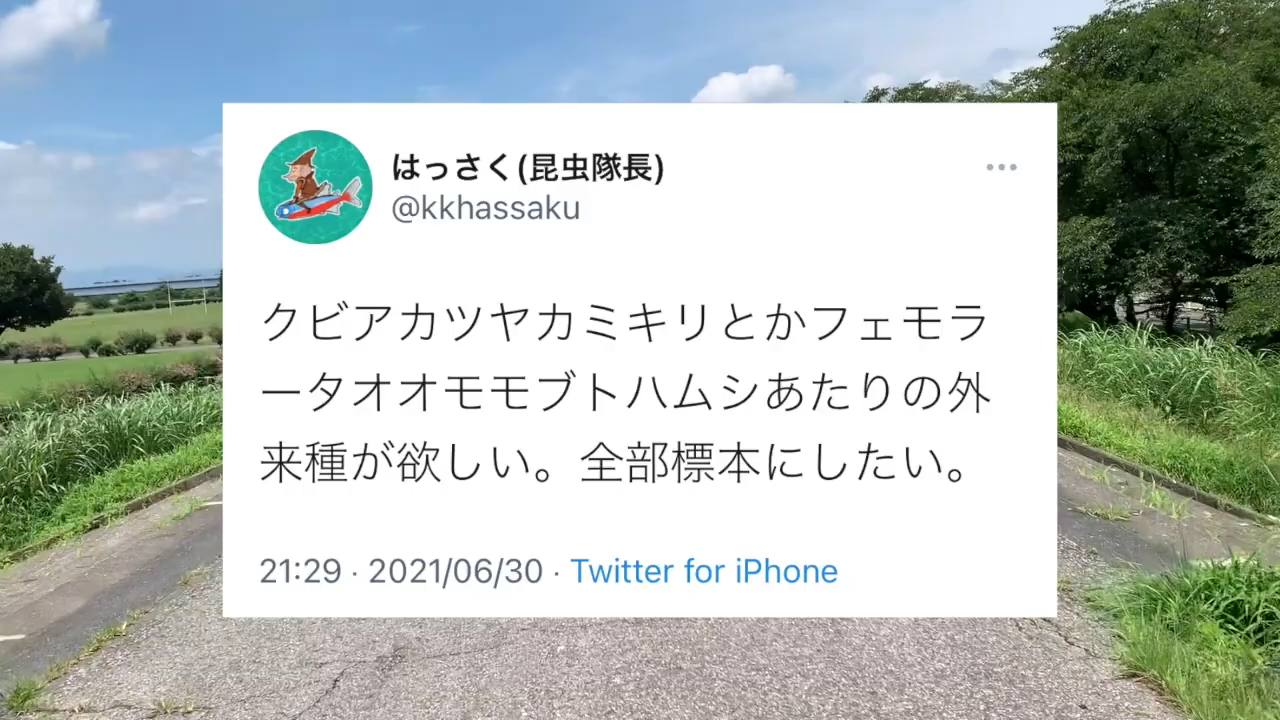 はっさく(昆虫隊長)
@kkhassaku
クビアカツヤカミキリとかフェモラ
ータオオモモブトハムシあたりの外
来種が欲しい。全部標本にしたい。
21:29 · 2021/06/30 · Twitter for iPhone